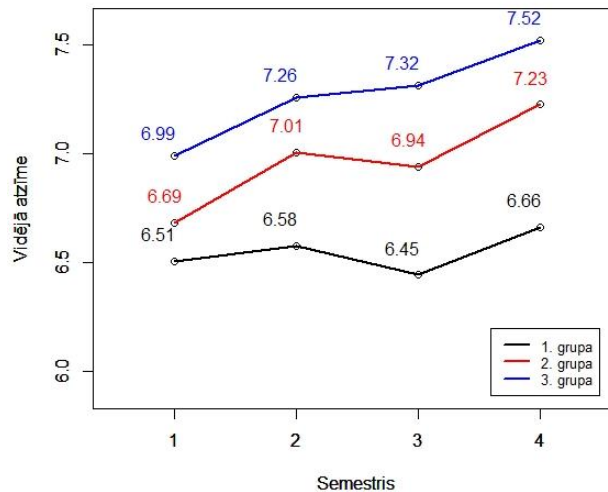 7.5
7.0
6.5
6.0
Vidējā atzīme
6.99
7.26
7.32
7.52
6.69
7.01
6.94
7.23
6.51
6.58
6.45
6.66
1. grupa
2. grupa
3. grupa
1 2 3 4
Semestris